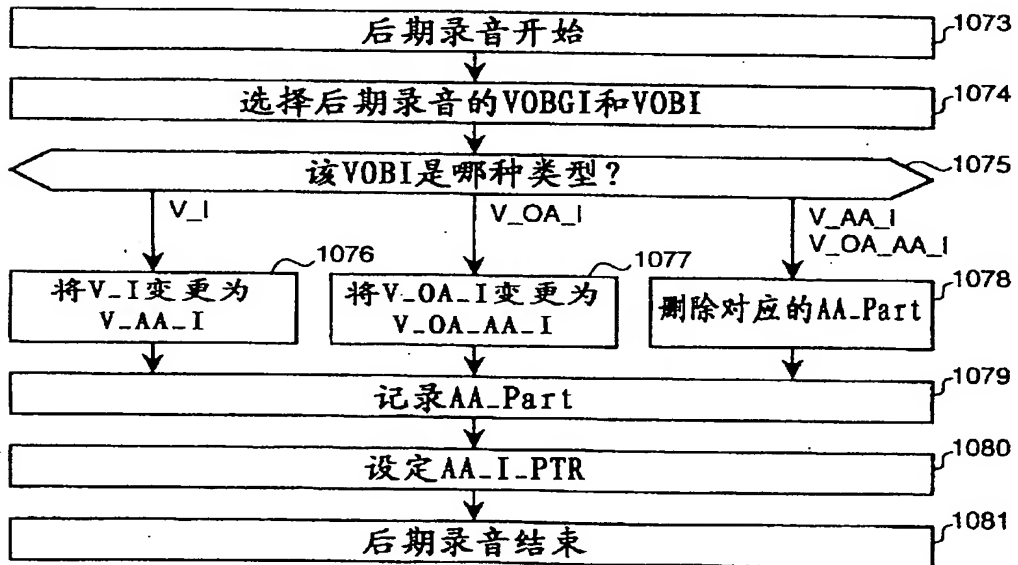 后期录音开始
1073
选择后期录音的VOBGI和VOBI
1074
该VOBI是哪种类型?
1075
V_I
V_OA_I
V_AA_I
V_OA_AA_I
1076
将V_I变更为
V_AA_I
1077
将V_OA_I变更为
V_OA_AA_I
1078
删除对应的AA_Part
记录AA_Part
1079
设定AA_I_PTR
1080
后期录音结束
1081